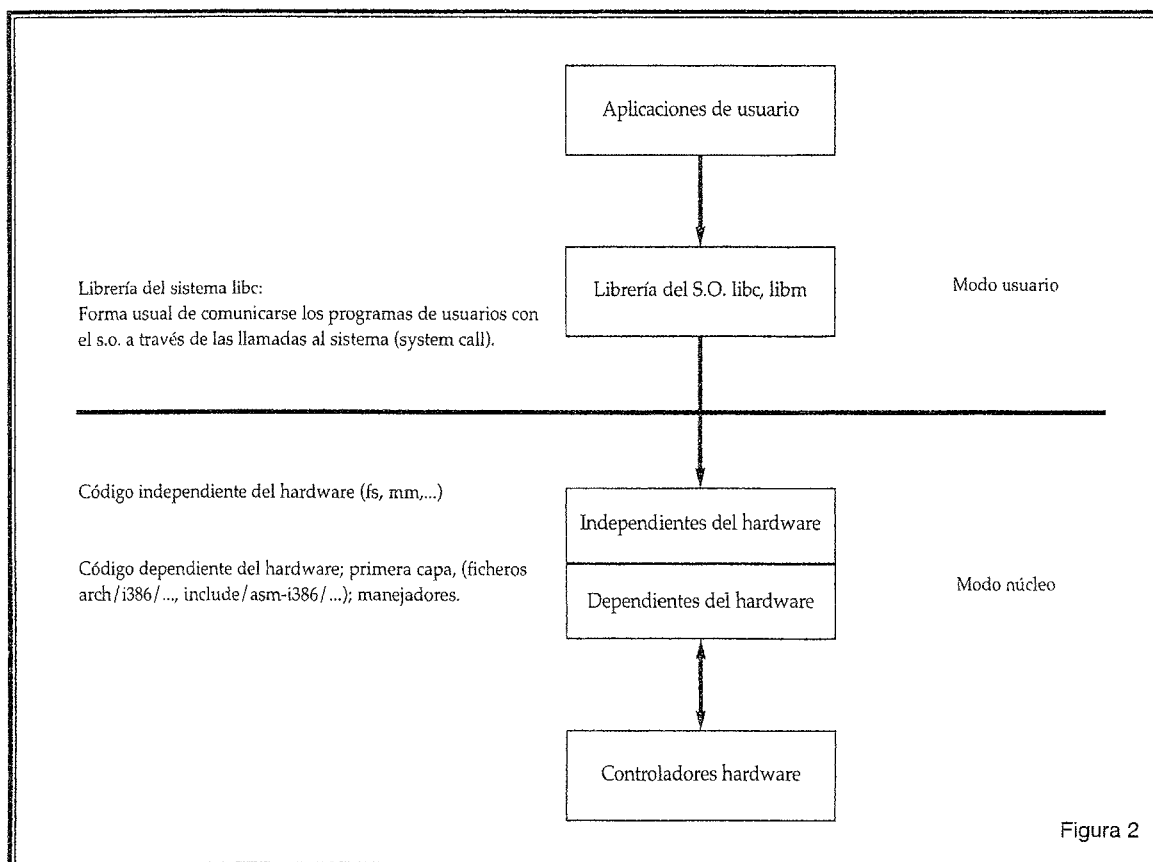 Aplicaciones de usuario
Librería del sistema libc:
Forma usual de comunicarse los programas de usuarios con
el s.o. a través de las llamadas al sistema (system call).
Librería del S.O. libc, libm
Modo usuario
Código independiente del hardware (fs, mm,...)
Código dependiente del hardware; primera capa, (ficheros
arch/i386/..., include/asm-i386/...); manejadores.
Independientes del hardware
Dependientes del hardware
Modo núcleo
Controladores hardware
Figura 2